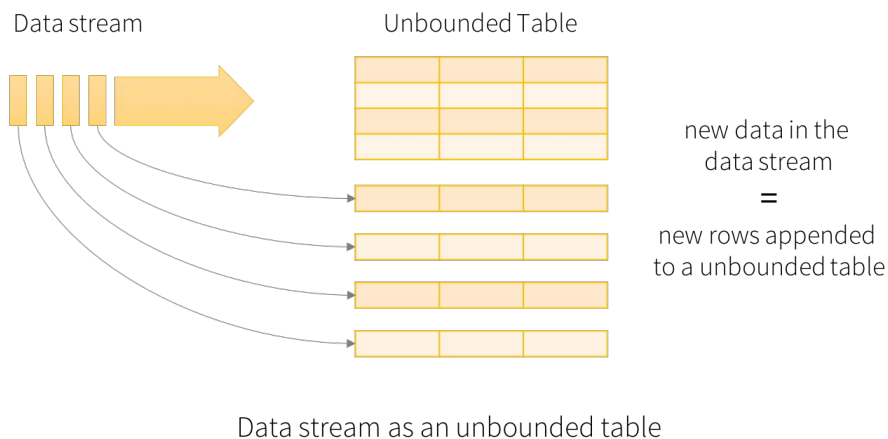 Data stream
Unbounded Table
new data in the
data stream
=
new rows appended
to a unbounded table
Data stream as an unbounded table